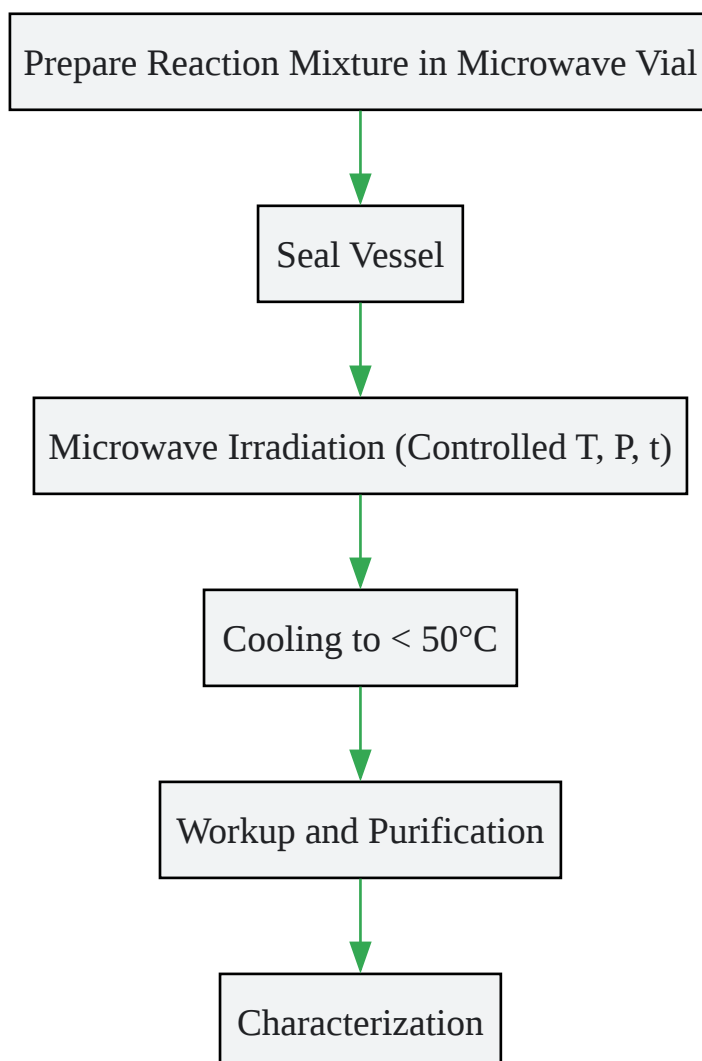 Prepare Reaction Mixture in Microwave Vial
Seal Vessel
Microwave Irradiation (Controlled T, P, t)
Cooling to < 50°C
Workup and Purification
Characterization